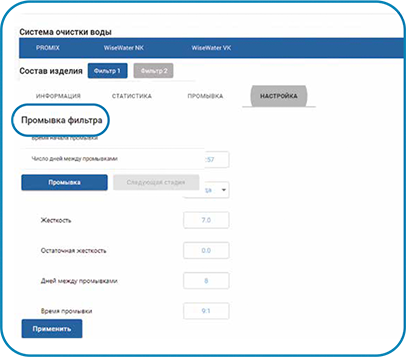 Система очистки воды
PROMIX WiseWater NK WiseWater VK
Состав изделия Фильтр 1 Фильтр 2
ИНФОРМАЦИЯ СТАТИСТИКА ПРОМЫВКА НАСТРОЙКА
Промывка фильтра
Время начала промывки
Число дней между промывками :57
Промывка Следующая стадия
Жесткость 7.0
Остаточная жесткость 0.0
Дней между промывками 8
Время промывки 9:1
Применить